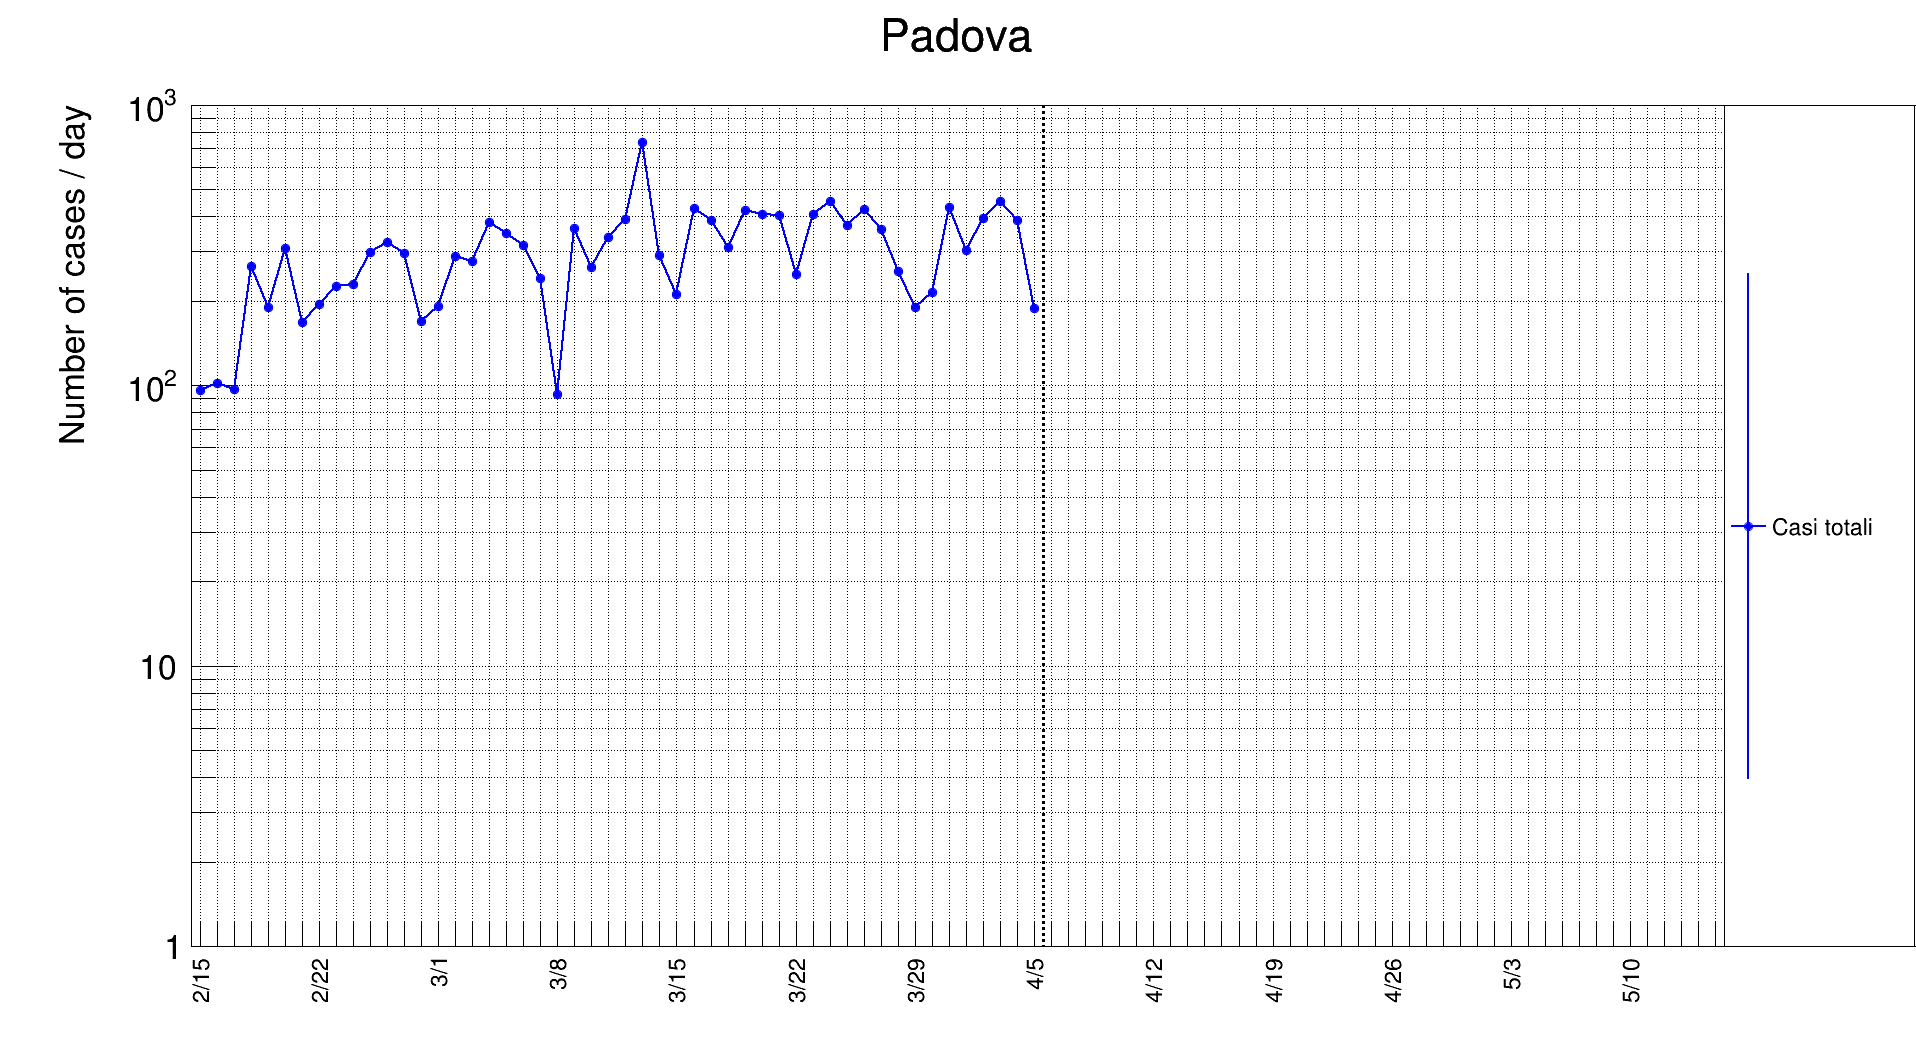 Padova
Number of cases / day
10³
10²
10
1
2/15 2/22 3/1 3/8 3/15 3/22 3/29 4/5 4/12 4/19 4/26 5/3 5/10
Casi totali